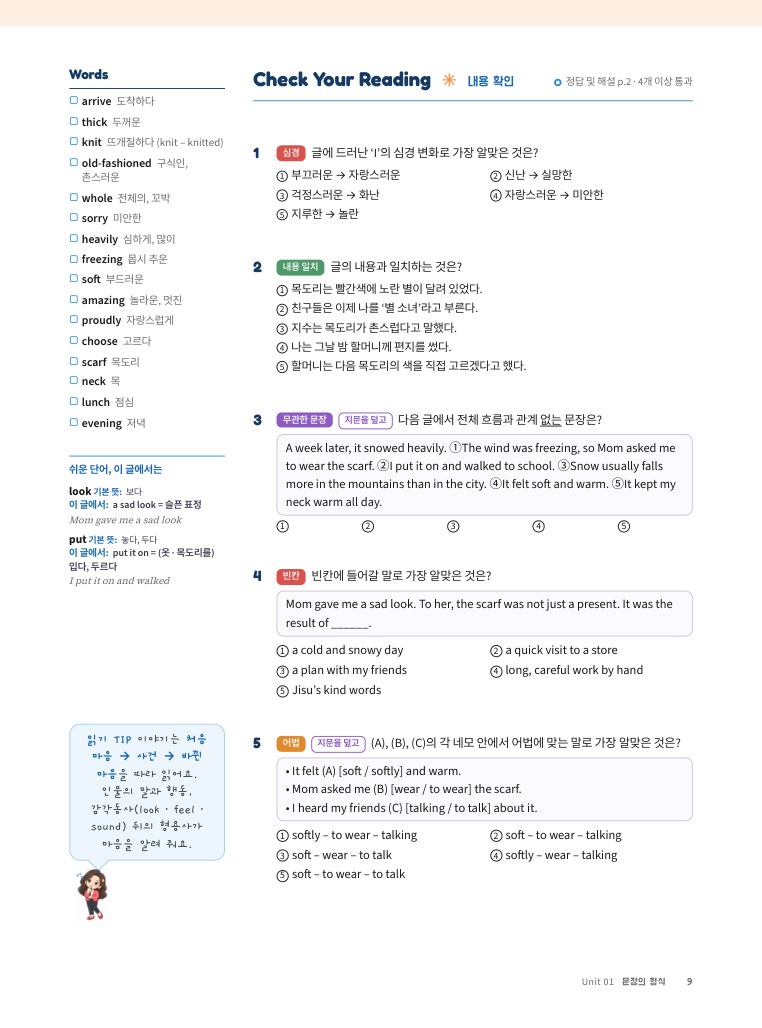 Words
arrive 도착하다
thick 두꺼운
knit 뜨개질하다 (knit – knitted)
old-fashioned 구식인,
촌스러운
whole 전체의, 꼬박
sorry 미안한
heavily 심하게, 많이
freezing 몹시 추운
soft 부드러운
amazing 놀라운, 멋진
proudly 자랑스럽게
choose 고르다
scarf 목도리
neck 목
lunch 점심
evening 저녁
쉬운 단어, 이 글에서는
look 기본 뜻: 보다
이 글에서: a sad look = 슬픈 표정
Mom gave me a sad look
put 기본 뜻: 놓다, 두다
이 글에서: put it on = (옷 · 목도리를)
입다, 두르다
I put it on and walked
읽기 TIP 이야기는 처음
마음 → 사건 → 바뀐
마음을 따라 읽어요.
인물의 말과 행동,
감각동사(look · feel ·
sound) 뒤의 형용사가
마음을 알려 줘요.
Check Your Reading ✳ 내용 확인
정답 및 해설 p.2 · 4개 이상 통과
1 심경 글에 드러난 ‘I’의 심경 변화로 가장 알맞은 것은?
① 부끄러운 → 자랑스러운 ② 신난 → 실망한
③ 걱정스러운 → 화난 ④ 자랑스러운 → 미안한
⑤ 지루한 → 놀란
2 내용 일치 글의 내용과 일치하는 것은?
① 목도리는 빨간색에 노란 별이 달려 있었다.
② 친구들은 이제 나를 ‘별 소녀’라고 부른다.
③ 지수는 목도리가 촌스럽다고 말했다.
④ 나는 그날 밤 할머니께 편지를 썼다.
⑤ 할머니는 다음 목도리의 색을 직접 고르겠다고 했다.
3 무관한 문장 지문을 덮고 다음 글에서 전체 흐름과 관계 없는 문장은?
A week later, it snowed heavily. ①The wind was freezing, so Mom asked me
to wear the scarf. ②I put it on and walked to school. ③Snow usually falls
more in the mountains than in the city. ④It felt soft and warm. ⑤It kept my
neck warm all day.
① ② ③ ④ ⑤
4 빈칸 빈칸에 들어갈 말로 가장 알맞은 것은?
Mom gave me a sad look. To her, the scarf was not just a present. It was the
result of ______.
① a cold and snowy day ② a quick visit to a store
③ a plan with my friends ④ long, careful work by hand
⑤ Jisu’s kind words
5 어법 지문을 덮고 (A), (B), (C)의 각 네모 안에서 어법에 맞는 말로 가장 알맞은 것은?
• It felt (A) [soft / softly] and warm.
• Mom asked me (B) [wear / to wear] the scarf.
• I heard my friends (C) [talking / to talk] about it.
① softly – to wear – talking ② soft – to wear – talking
③ soft – wear – to talk ④ softly – wear – talking
⑤ soft – to wear – to talk
Unit 01 문장의 형식 9